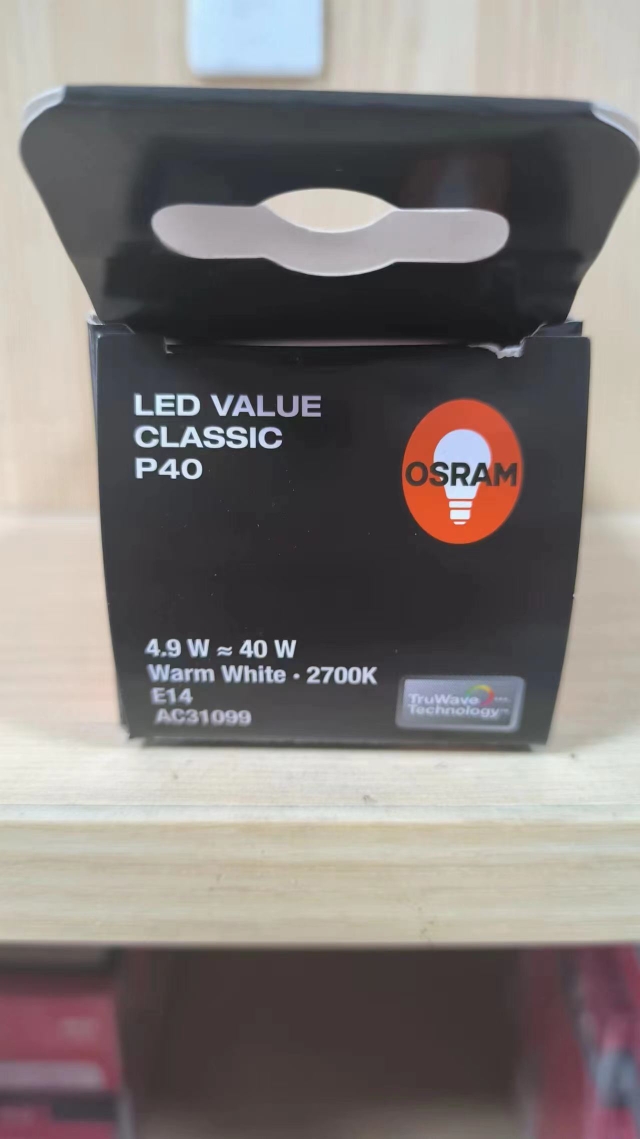 LED VALUE
CLASSIC
P40
OSRAM
4.9 W ≈ 40 W
Warm White · 2700K
E14
AC31099
TruWave
Technology